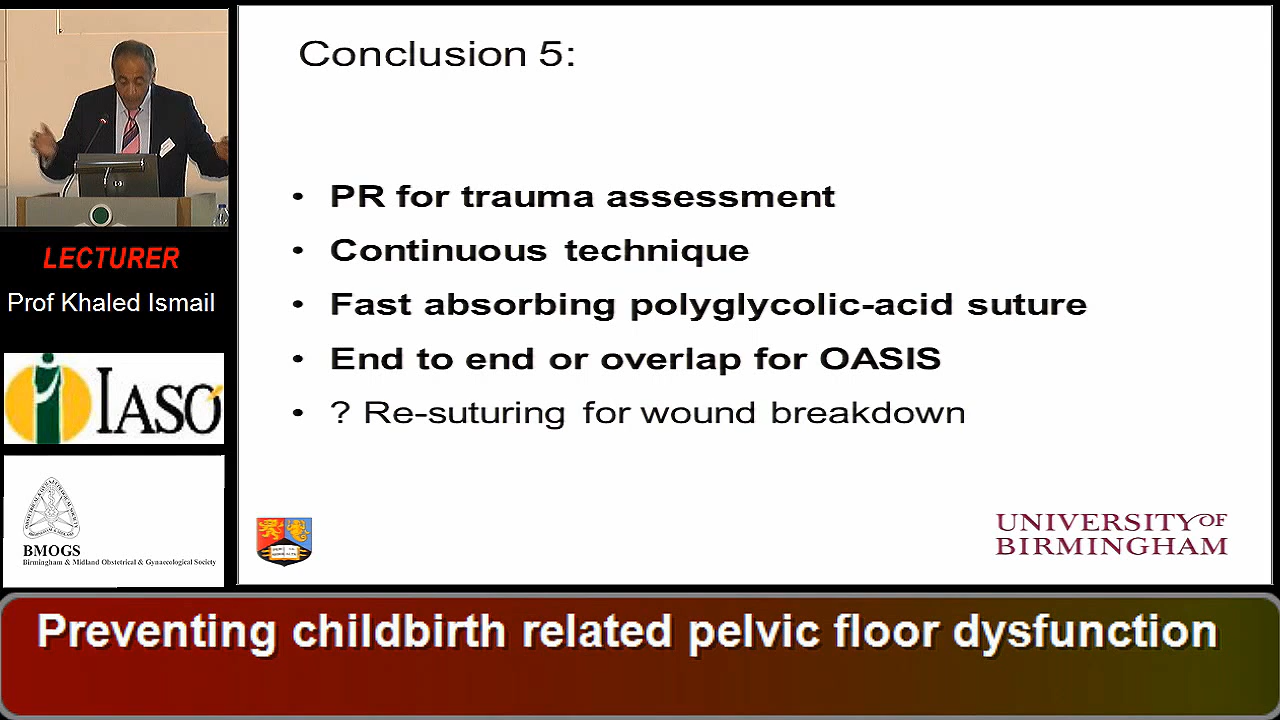 Conclusion 5:
• PR for trauma assessment
• Continuous technique
• Fast absorbing polyglycolic-acid suture
• End to end or overlap for OASIS
• ? Re-suturing for wound breakdown
UNIVERSITY OF
BIRMINGHAM
LECTURER
Prof Khaled Ismail
IASO
BMOGS
Birmingham & Midland Obstetrical & Gynaecological Society
Preventing childbirth related pelvic floor dysfunction